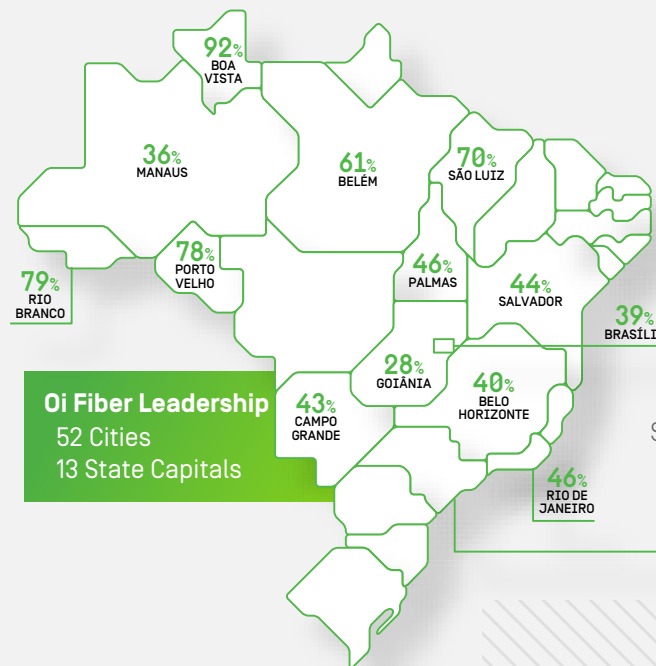 92%
BOA
VISTA
36%
MANAUS
61%
BELÉM
70%
SÃO LUIZ
78%
PORTO
VELHO
79%
RIO
BRANCO
46%
PALMAS
44%
SALVADOR
39%
BRASÍLI
28%
GOIÂNIA
40%
BELO
HORIZONTE
43%
CAMPO
GRANDE
Oi Fiber Leadership
52 Cities
13 State Capitals
S
46%
RIO DE
JANEIRO